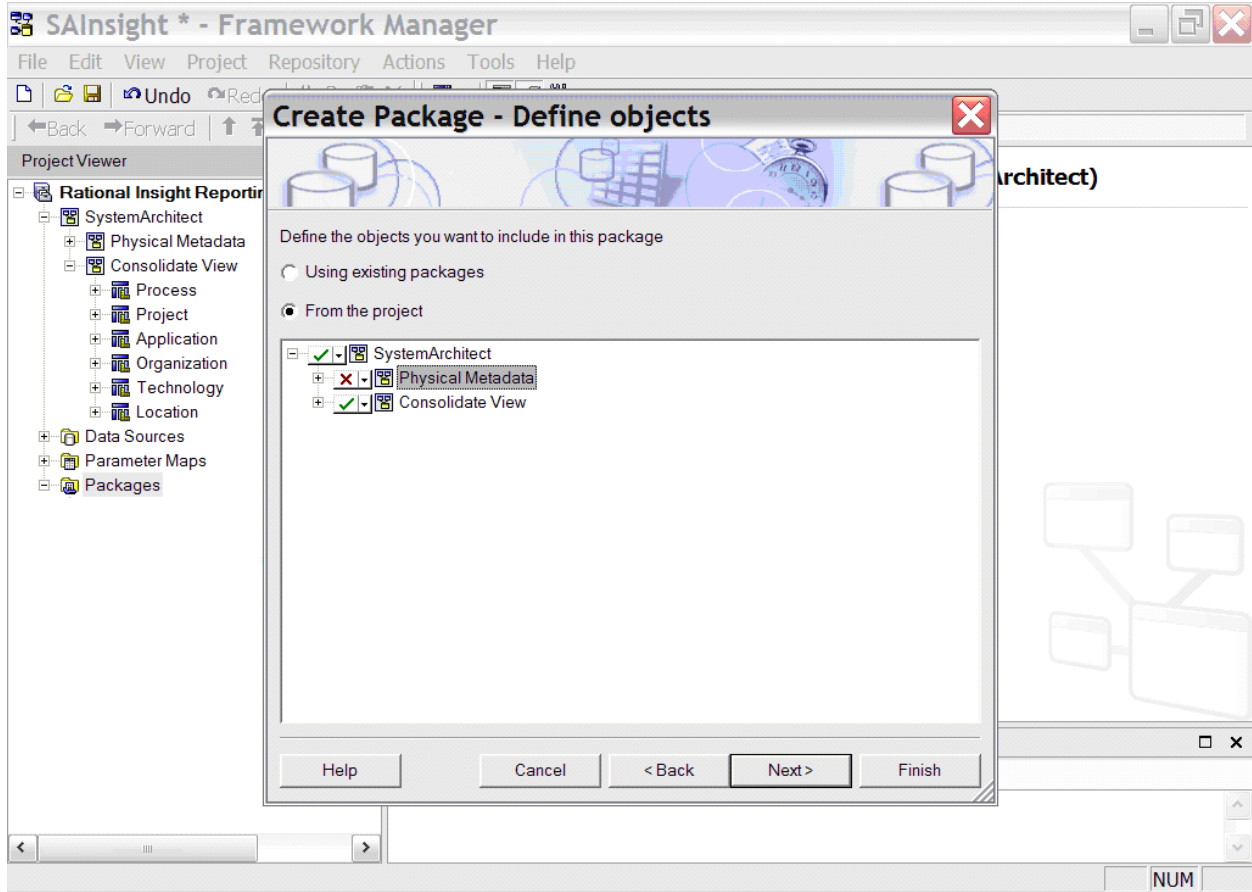 SAInsight * - Framework Manager
File Edit View Project Repository Actions Tools Help
Undo
Back Forward
Project Viewer
Rational Insight Reportin
SystemArchitect
Physical Metadata
Consolidate View
Process
Project
Application
Organization
Technology
Location
Data Sources
Parameter Maps
Packages
Architect)
Create Package - Define objects
Define the objects you want to include in this package
Using existing packages
From the project
SystemArchitect
Physical Metadata
Consolidate View
Help Cancel < Back Next > Finish
NUM